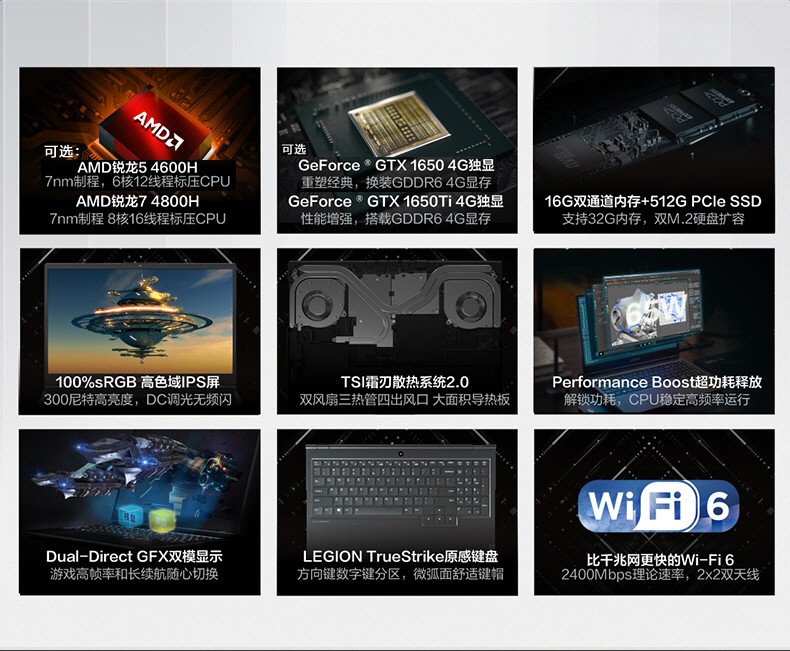 AMD
可选：
AMD锐龙5 4600H
7nm制程，6核12线程标压CPU
AMD锐龙7 4800H
7nm制程 8核16线程标压CPU
可选
GeForce ® GTX 1650 4G独显
重塑经典，换装GDDR6 4G显存
GeForce ® GTX 1650Ti 4G独显
性能增强，搭载GDDR6 4G显存
16G双通道内存+512G PCIe SSD
支持32G内存，双M.2硬盘扩容
100%sRGB 高色域IPS屏
300尼特高亮度，DC调光无频闪
TSI霜刃散热系统2.0
双风扇三热管四出风口 大面积导热板
65W
Performance Boost超功耗释放
解锁功耗，CPU稳定高频率运行
Dual-Direct GFX双模显示
游戏高帧率和长续航随心切换
LEGION TrueStrike原感键盘
方向键数字键分区，微弧面舒适键帽
WiFi 6
比千兆网更快的Wi-Fi 6
2400Mbps理论速率，2x2双天线